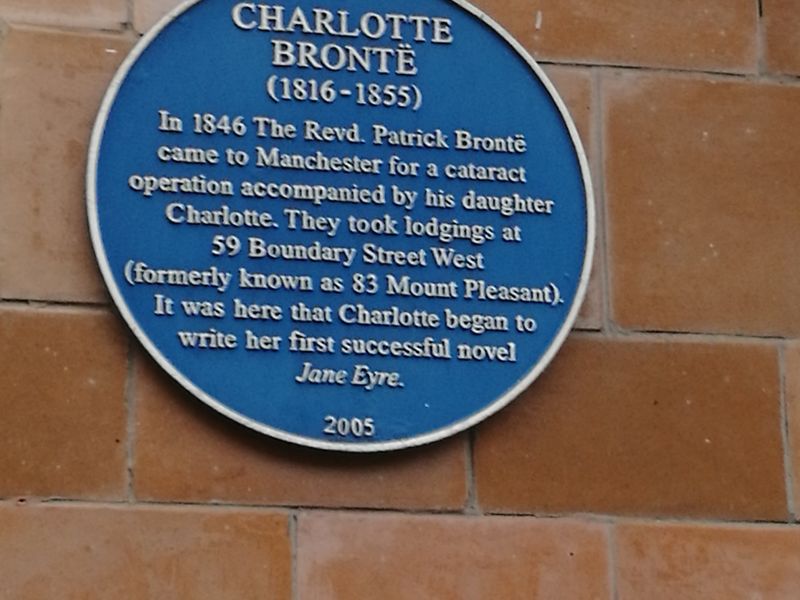 CHARLOTTE
BRONTË
(1816-1855)
In 1846 The Revd. Patrick Brontë
came to Manchester for a cataract
operation accompanied by his daughter
Charlotte. They took lodgings at
59 Boundary Street West
(formerly known as 83 Mount Pleasant).
It was here that Charlotte began to
write her first successful novel
Jane Eyre.
2005